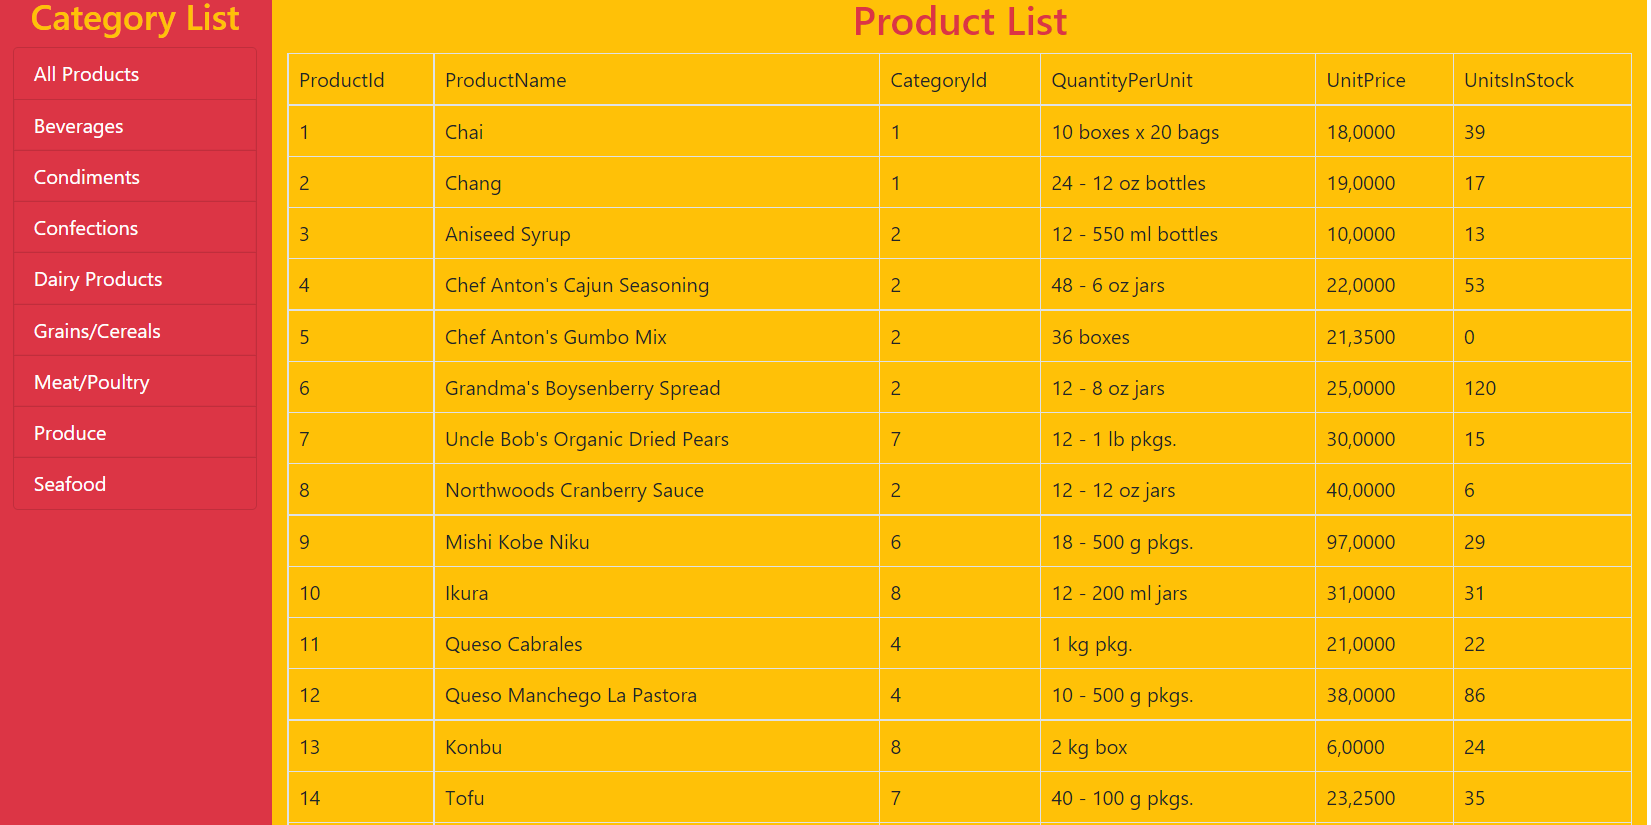 Category List
All Products
Beverages
Condiments
Confections
Dairy Products
Grains/Cereals
Meat/Poultry
Produce
Seafood
Product List
ProductId ProductName CategoryId QuantityPerUnit UnitPrice UnitsInStock
1 Chai 1 10 boxes x 20 bags 18,0000 39
2 Chang 1 24 - 12 oz bottles 19,0000 17
3 Aniseed Syrup 2 12 - 550 ml bottles 10,0000 13
4 Chef Anton's Cajun Seasoning 2 48 - 6 oz jars 22,0000 53
5 Chef Anton's Gumbo Mix 2 36 boxes 21,3500 0
6 Grandma's Boysenberry Spread 2 12 - 8 oz jars 25,0000 120
7 Uncle Bob's Organic Dried Pears 7 12 - 1 lb pkgs. 30,0000 15
8 Northwoods Cranberry Sauce 2 12 - 12 oz jars 40,0000 6
9 Mishi Kobe Niku 6 18 - 500 g pkgs. 97,0000 29
10 Ikura 8 12 - 200 ml jars 31,0000 31
11 Queso Cabrales 4 1 kg pkg. 21,0000 22
12 Queso Manchego La Pastora 4 10 - 500 g pkgs. 38,0000 86
13 Konbu 8 2 kg box 6,0000 24
14 Tofu 7 40 - 100 g pkgs. 23,2500 35